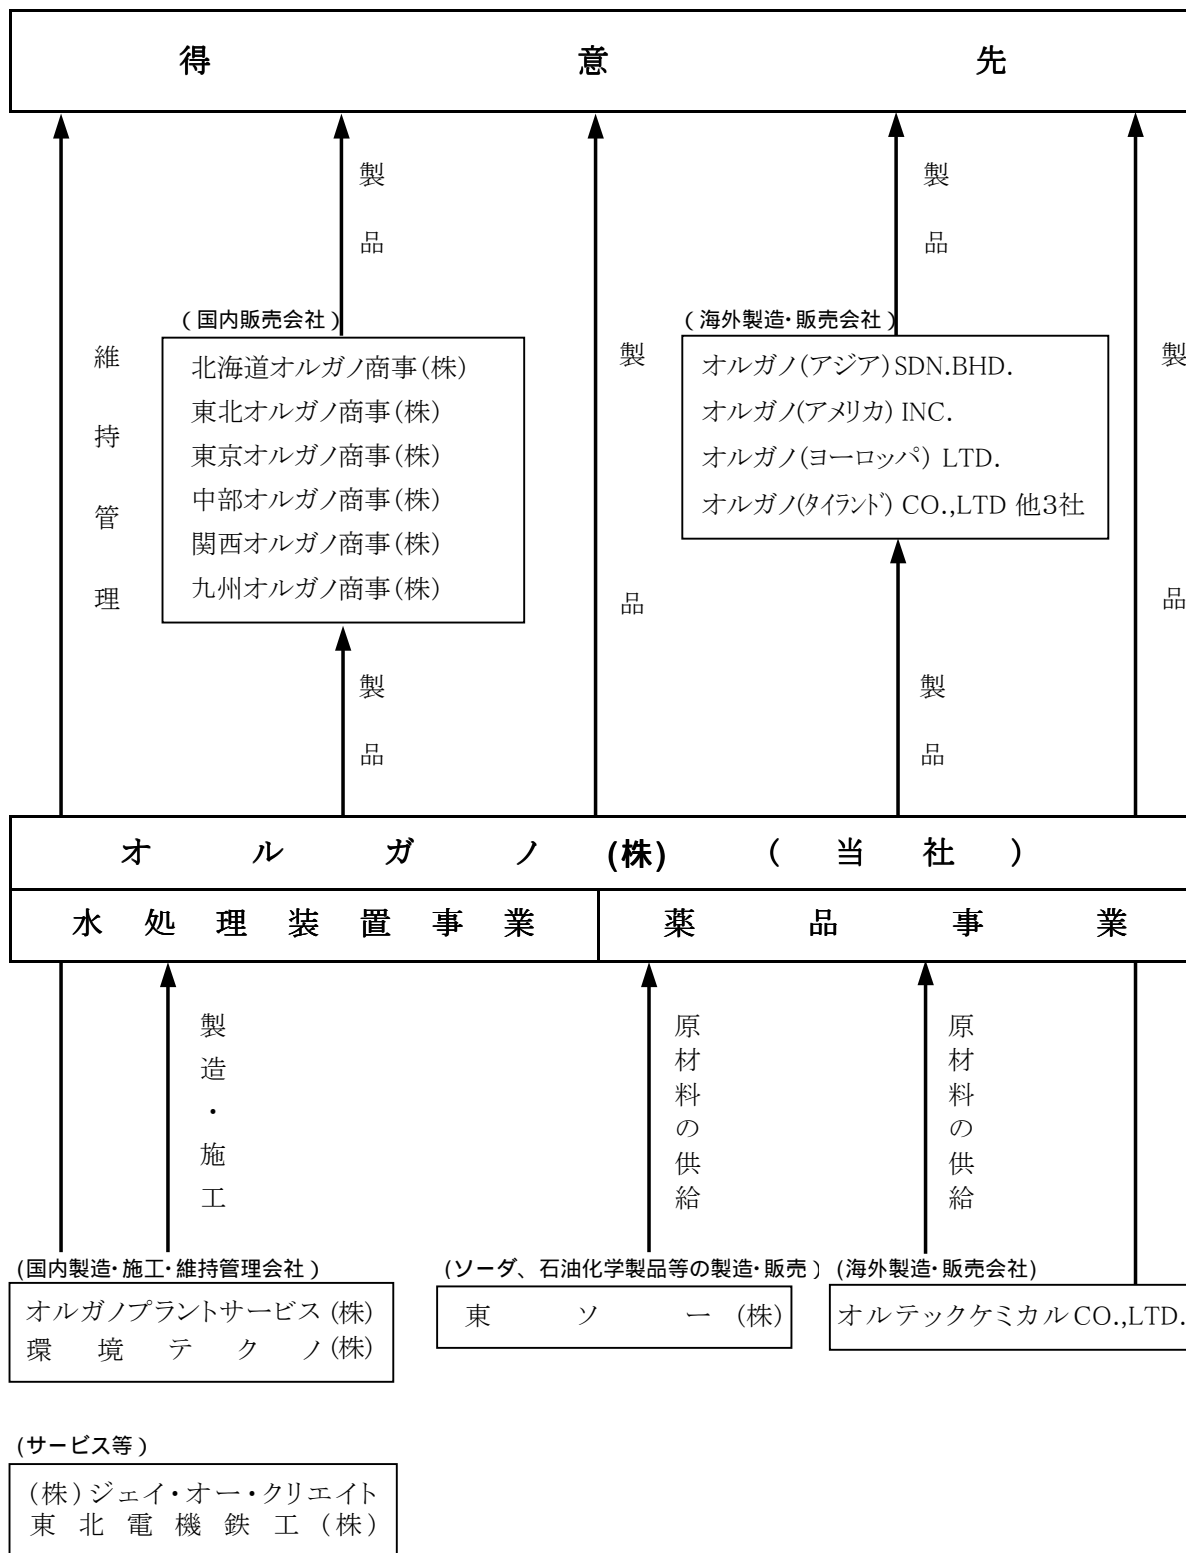 得意先
製品
製品
(国内販売会社)
(海外製造・販売会社)
維持管理
北海道オルガノ商事(株)
東北オルガノ商事(株)
東京オルガノ商事(株)
中部オルガノ商事(株)
関西オルガノ商事(株)
九州オルガノ商事(株)
製品
オルガノ(アジア)SDN.BHD.
オルガノ(アメリカ)INC.
オルガノ(ヨーロッパ) LTD.
オルガノ(タイランド) CO.,LTD 他3社
製品
製品
製品
オルガノ(株)(当社)
水処理装置事業
薬品事業
製造・施工
原材料の供給
原材料の供給
(国内製造・施工・維持管理会社)
オルガノプラントサービス(株)
環境テクノ(株)
(ソーダ、石油化学製品等の製造・販売)
東ソー(株)
(海外製造・販売会社)
オルテックケミカルCO.,LTD.
(サービス等)
(株)ジェイ・オー・クリエイト
東北電機鉄工(株)